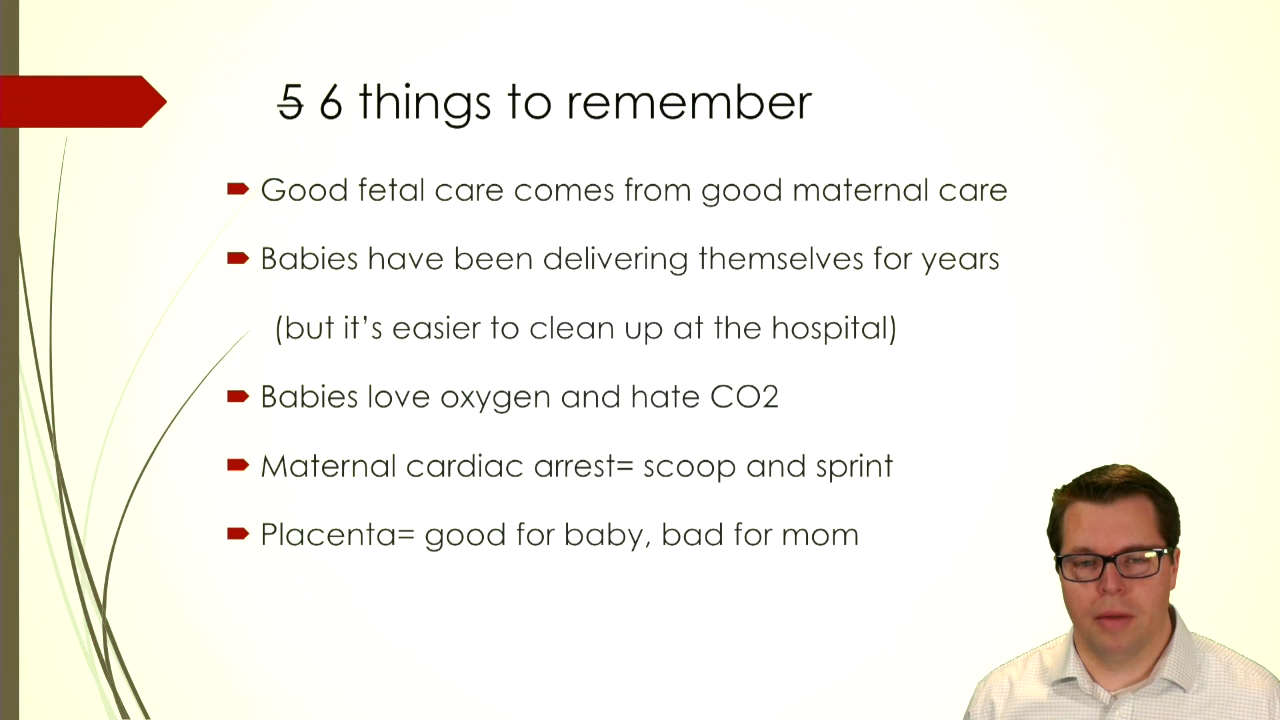 5 6 things to remember
Good fetal care comes from good maternal care
Babies have been delivering themselves for years
(but it's easier to clean up at the hospital)
Babies love oxygen and hate CO2
Maternal cardiac arrest= scoop and sprint
Placenta= good for baby, bad for mom